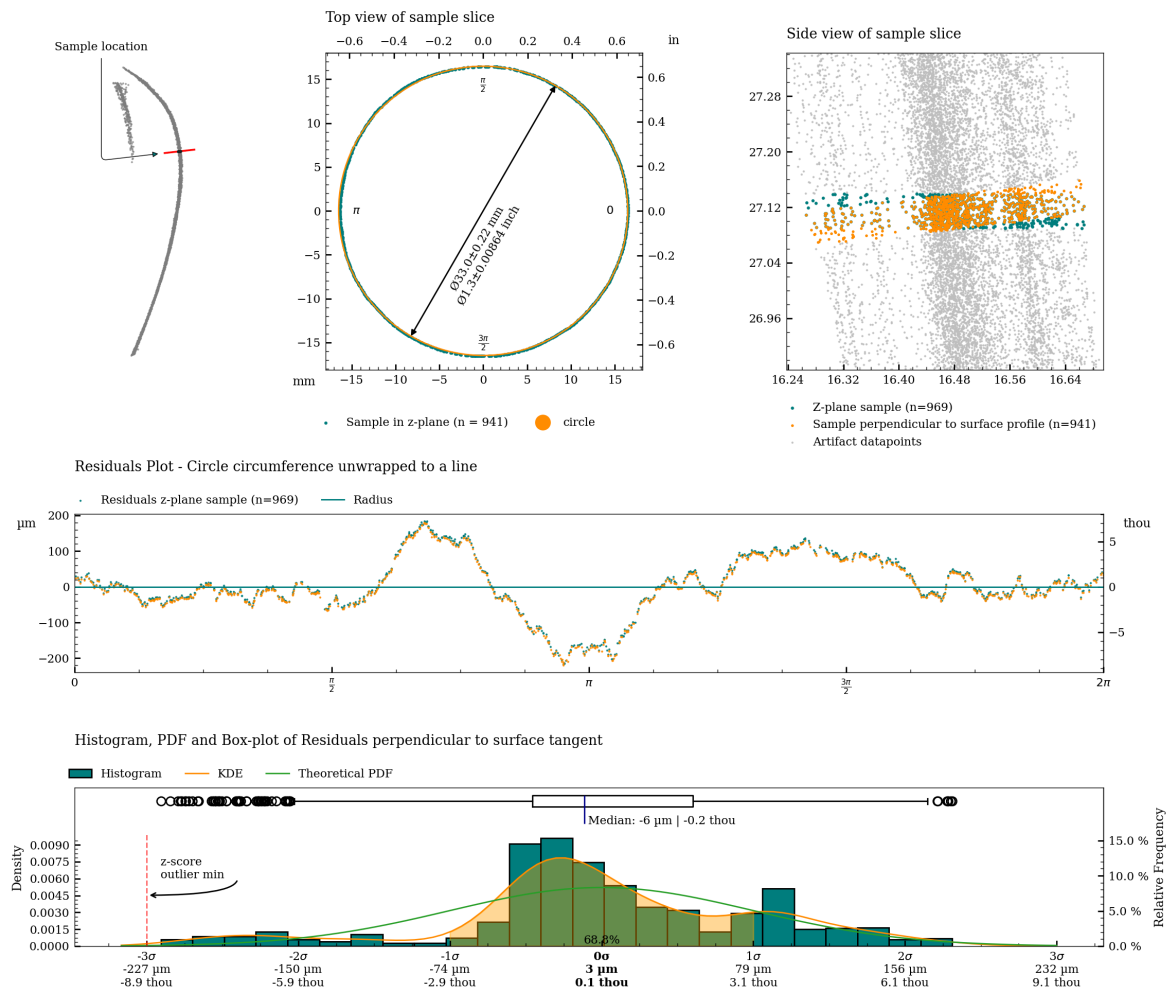 Top view of sample slice
Side view of sample slice
Sample location
−0.6 −0.4 −0.2 0.0 0.2 0.4 0.6 in
15 10 5 0 −5 −10 −15
π/2
π
0
3π/2
Ø33.0±0.22 mm
Ø1.3±0.00864 inch
0.6 0.4 0.2 0.0 −0.2 −0.4 −0.6
mm −15 −10 −5 0 5 10 15
Sample in z-plane (n = 941) circle
27.28
27.20
27.12
27.04
26.96
16.24 16.32 16.40 16.48 16.56 16.64
Z-plane sample (n=969)
Sample perpendicular to surface profile (n=941)
Artifact datapoints
Residuals Plot - Circle circumference unwrapped to a line
Residuals z-plane sample (n=969) Radius
µm
200
100
0
−100
−200
thou
5
0
−5
0 π/2 π 3π/2 2π
Histogram, PDF and Box-plot of Residuals perpendicular to surface tangent
Histogram KDE Theoretical PDF
Median: -6 µm | -0.2 thou
z-score
outlier min
Density
0.0090
0.0075
0.0060
0.0045
0.0030
0.0015
0.0000
15.0 %
10.0 %
5.0 %
0.0 %
Relative Frequency
68.8%
-3σ -2σ -1σ 0σ 1σ 2σ 3σ
-227 µm -150 µm -74 µm 3 µm 79 µm 156 µm 232 µm
-8.9 thou -5.9 thou -2.9 thou 0.1 thou 3.1 thou 6.1 thou 9.1 thou